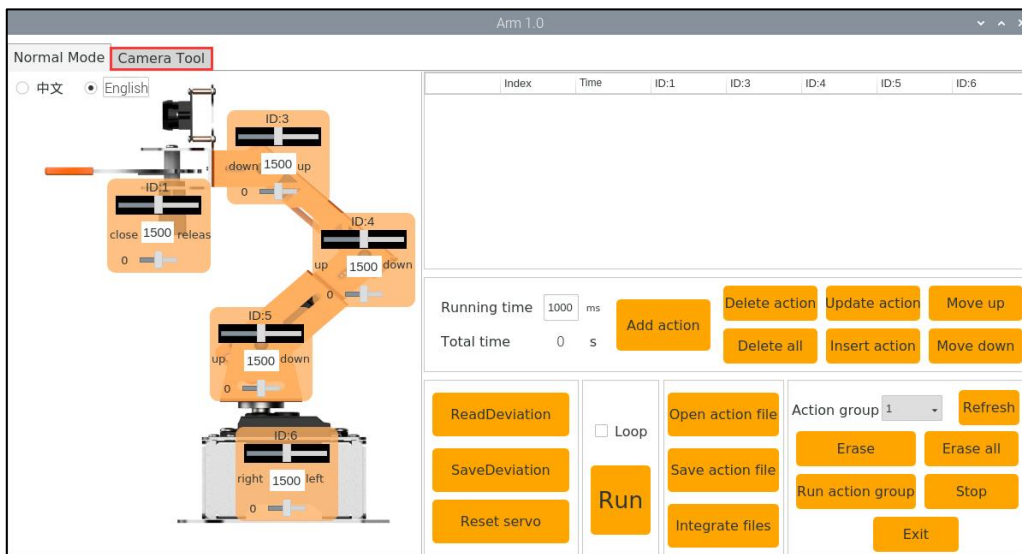 Arm 1.0
Normal Mode Camera Tool
中文 English
ID:3
down 1500 up
0
ID:1
close 1500 releas
0
ID:4
up 1500 down
0
ID:5
up 1500 down
0
ID:6
right 1500 left
0
Index Time ID:1 ID:3 ID:4 ID:5 ID:6
Running time 1000 ms
Total time 0 s
Add action
Delete action Update action Move up
Delete all Insert action Move down
ReadDeviation
SaveDeviation
Reset servo
Loop
Run
Open action file
Save action file
Integrate files
Action group 1 Refresh
Erase Erase all
Run action group Stop
Exit